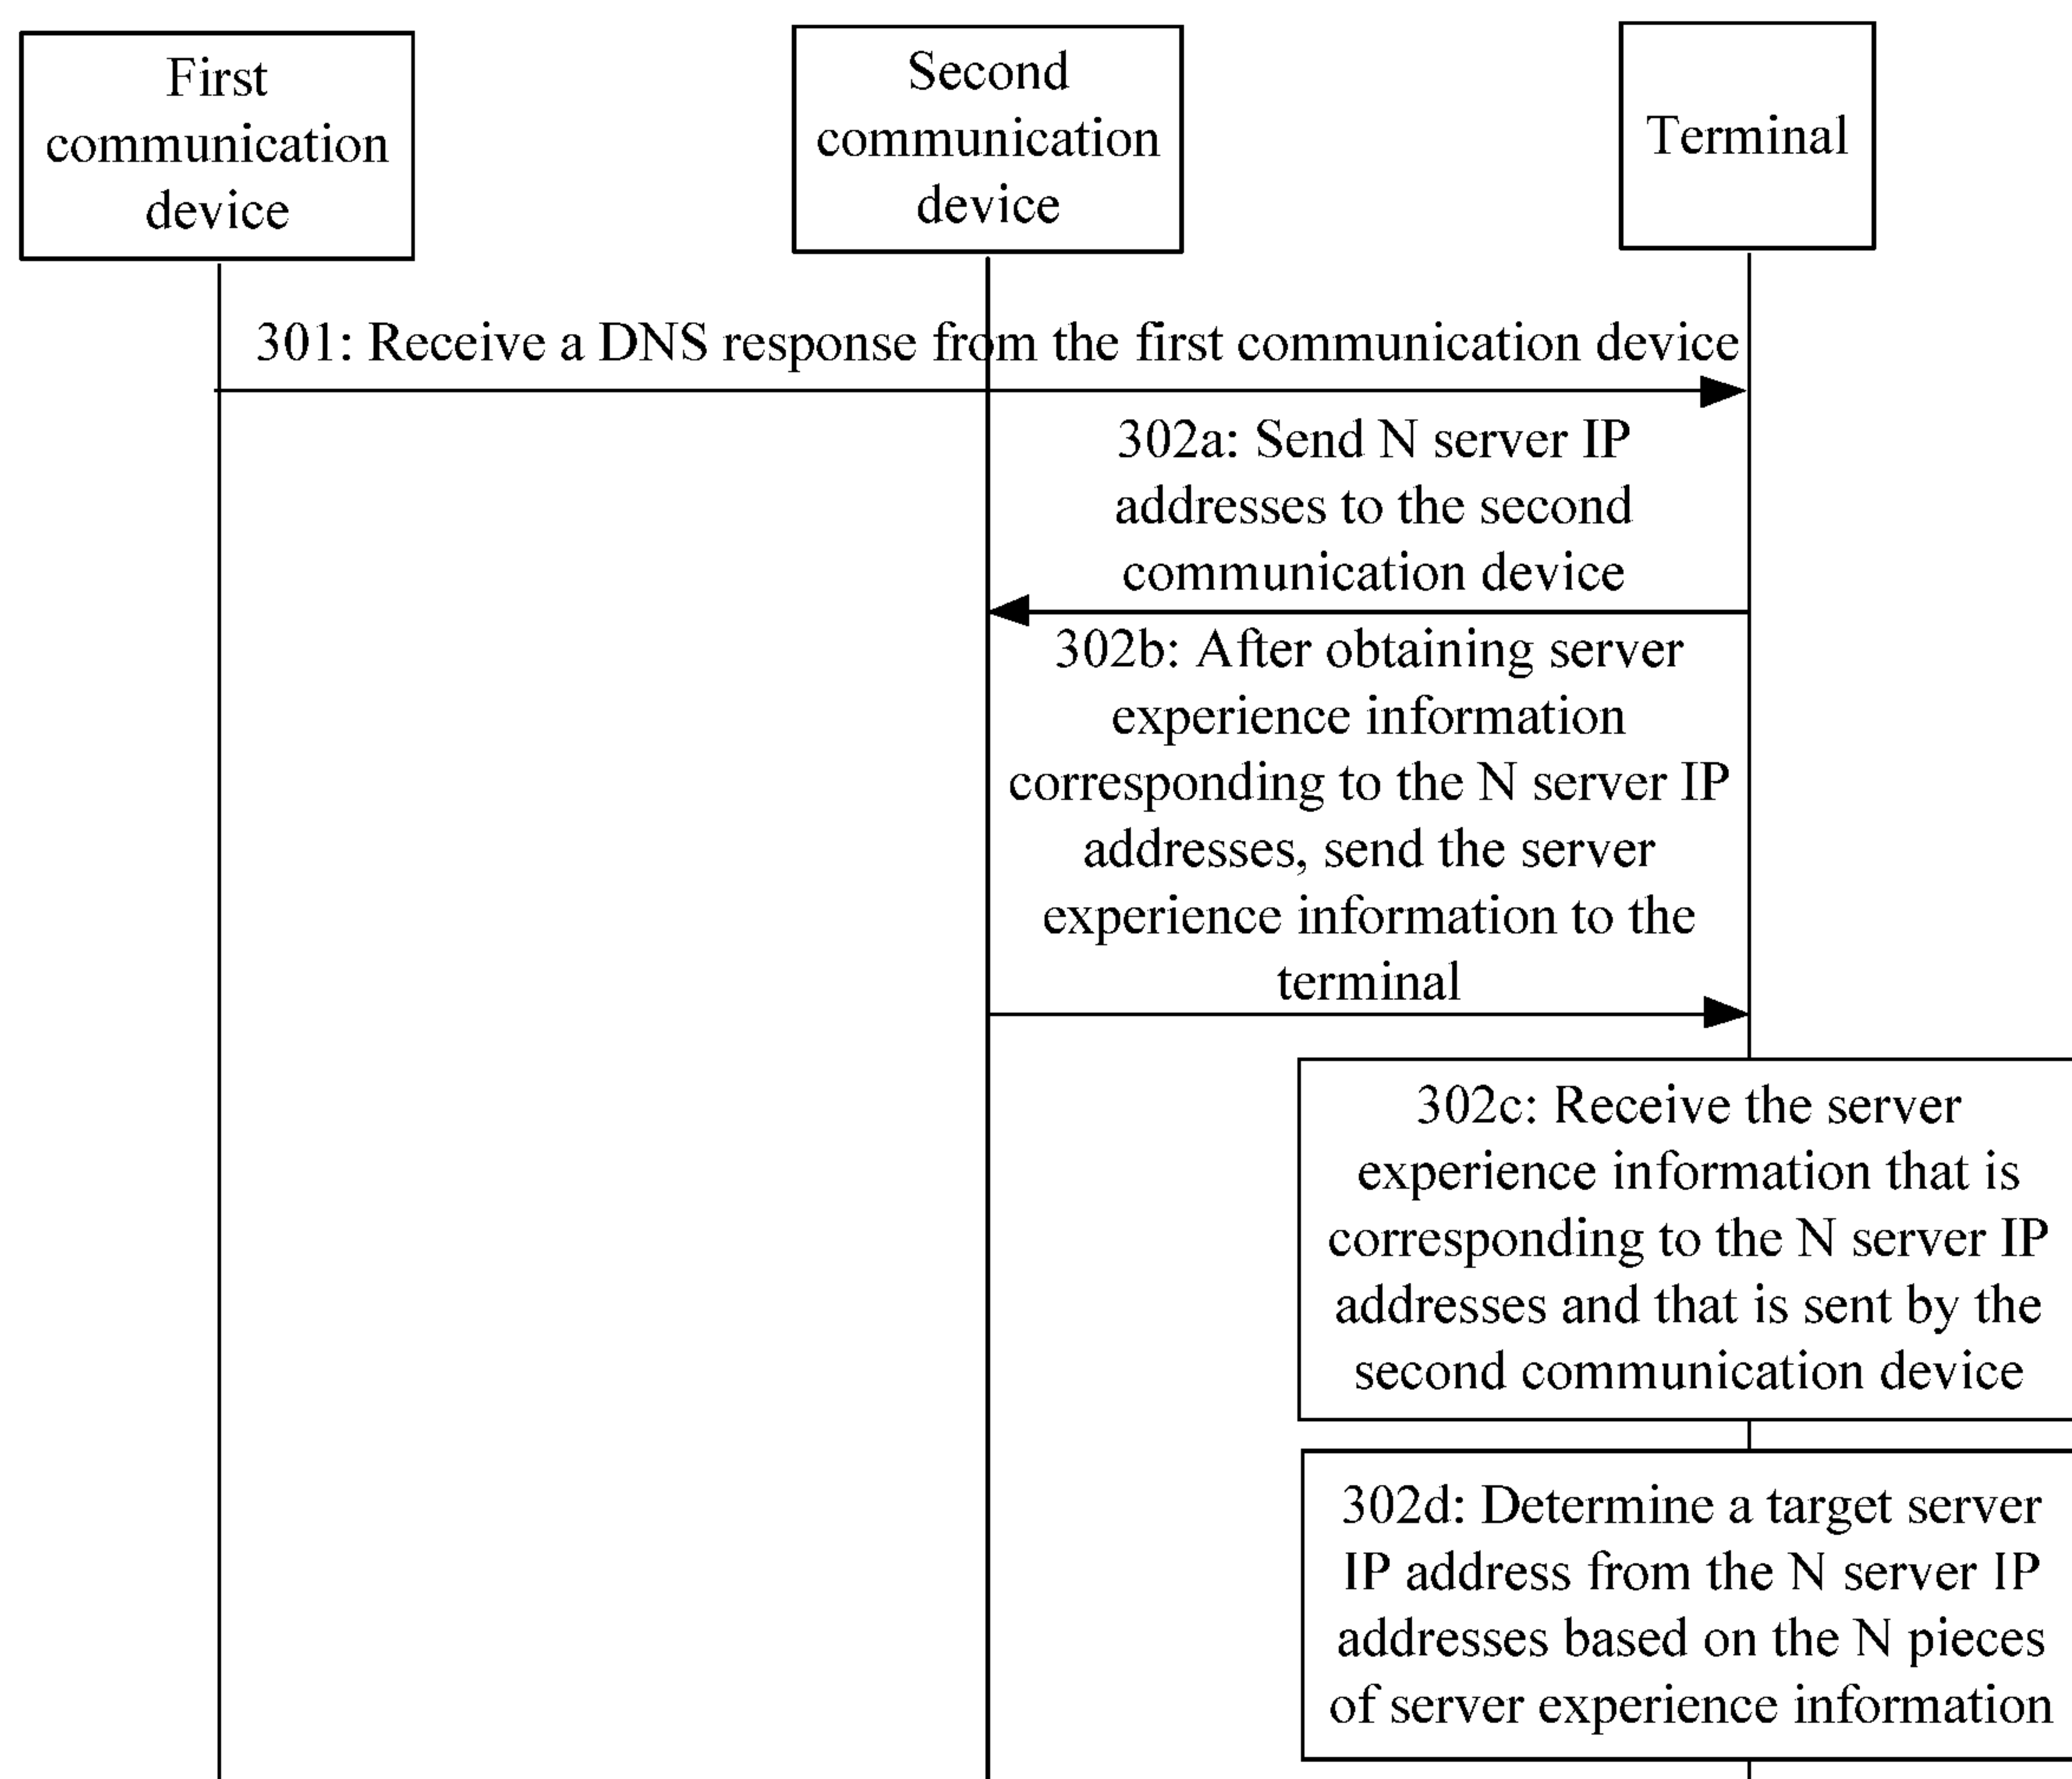 First
communication
device
Second
communication
device
Terminal
301: Receive a DNS response from the first communication device
302a: Send N server IP
addresses to the second
communication device
302b: After obtaining server
experience information
corresponding to the N server IP
addresses, send the server
experience information to the
terminal
302c: Receive the server
experience information that is
corresponding to the N server IP
addresses and that is sent by the
second communication device
302d: Determine a target server
IP address from the N server IP
addresses based on the N pieces
of server experience information